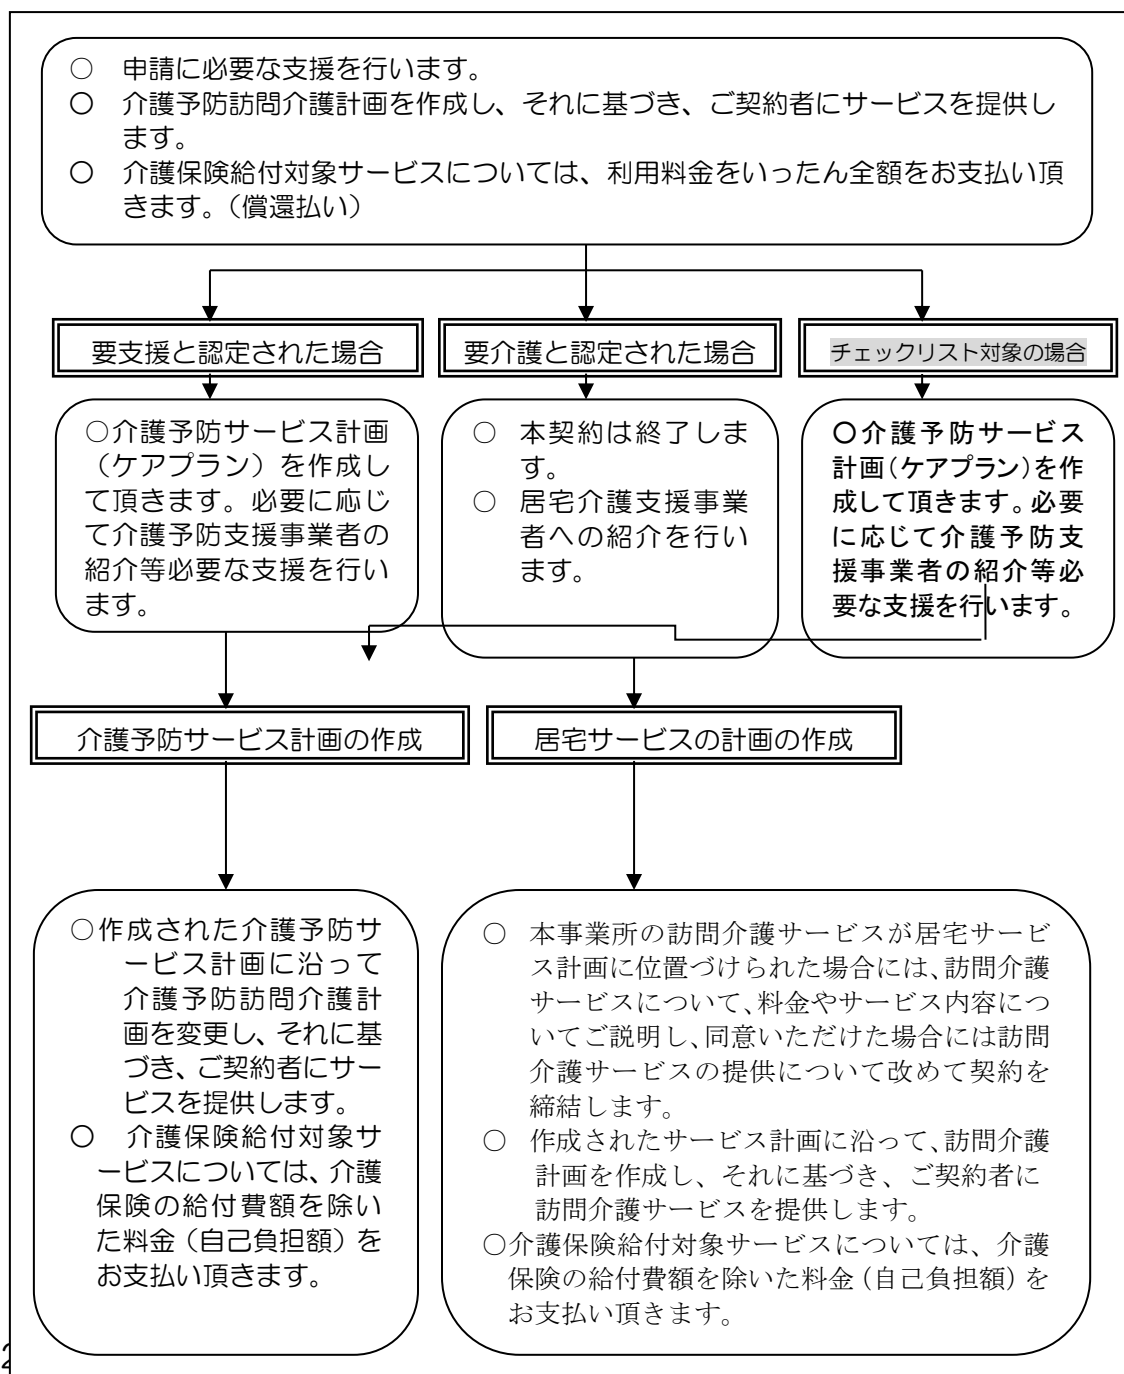 ○ 申請に必要な支援を行います。
○ 介護予防訪問介護計画を作成し、それに基づき、ご契約者にサービスを提供し
ます。
○ 介護保険給付対象サービスについては、利用料金をいったん全額をお支払い頂
きます。（償還払い）
要支援と認定された場合
要介護と認定された場合
チェックリスト対象の場合
○介護予防サービス計画
（ケアプラン）を作成し
て頂きます。必要に応じ
て介護予防支援事業者の
紹介等必要な支援を行い
ます。
○ 本契約は終了しま
す。
○ 居宅介護支援事業
者への紹介を行い
ます。
○介護予防サービス
計画（ケアプラン）を作
成して頂きます。必要
に応じて介護予防支
援事業者の紹介等必
要な支援を行います。
介護予防サービス計画の作成
居宅サービスの計画の作成
○作成された介護予防サ
ービス計画に沿って
介護予防訪問介護計
画を変更し、それに基
づき、ご契約者にサー
ビスを提供します。
○ 介護保険給付対象サ
ービスについては、介護
保険の給付費額を除い
た料金（自己負担額）を
お支払い頂きます。
○ 本事業所の訪問介護サービスが居宅サービ
ス計画に位置づけられた場合には、訪問介護
サービスについて、料金やサービス内容につ
いてご説明し、同意いただけた場合には訪問
介護サービスの提供について改めて契約を
締結します。
○ 作成されたサービス計画に沿って、訪問介護
計画を作成し、それに基づき、ご契約者に
訪問介護サービスを提供します。
○介護保険給付対象サービスについては、介護
保険の給付費額を除いた料金（自己負担額）を
お支払い頂きます。